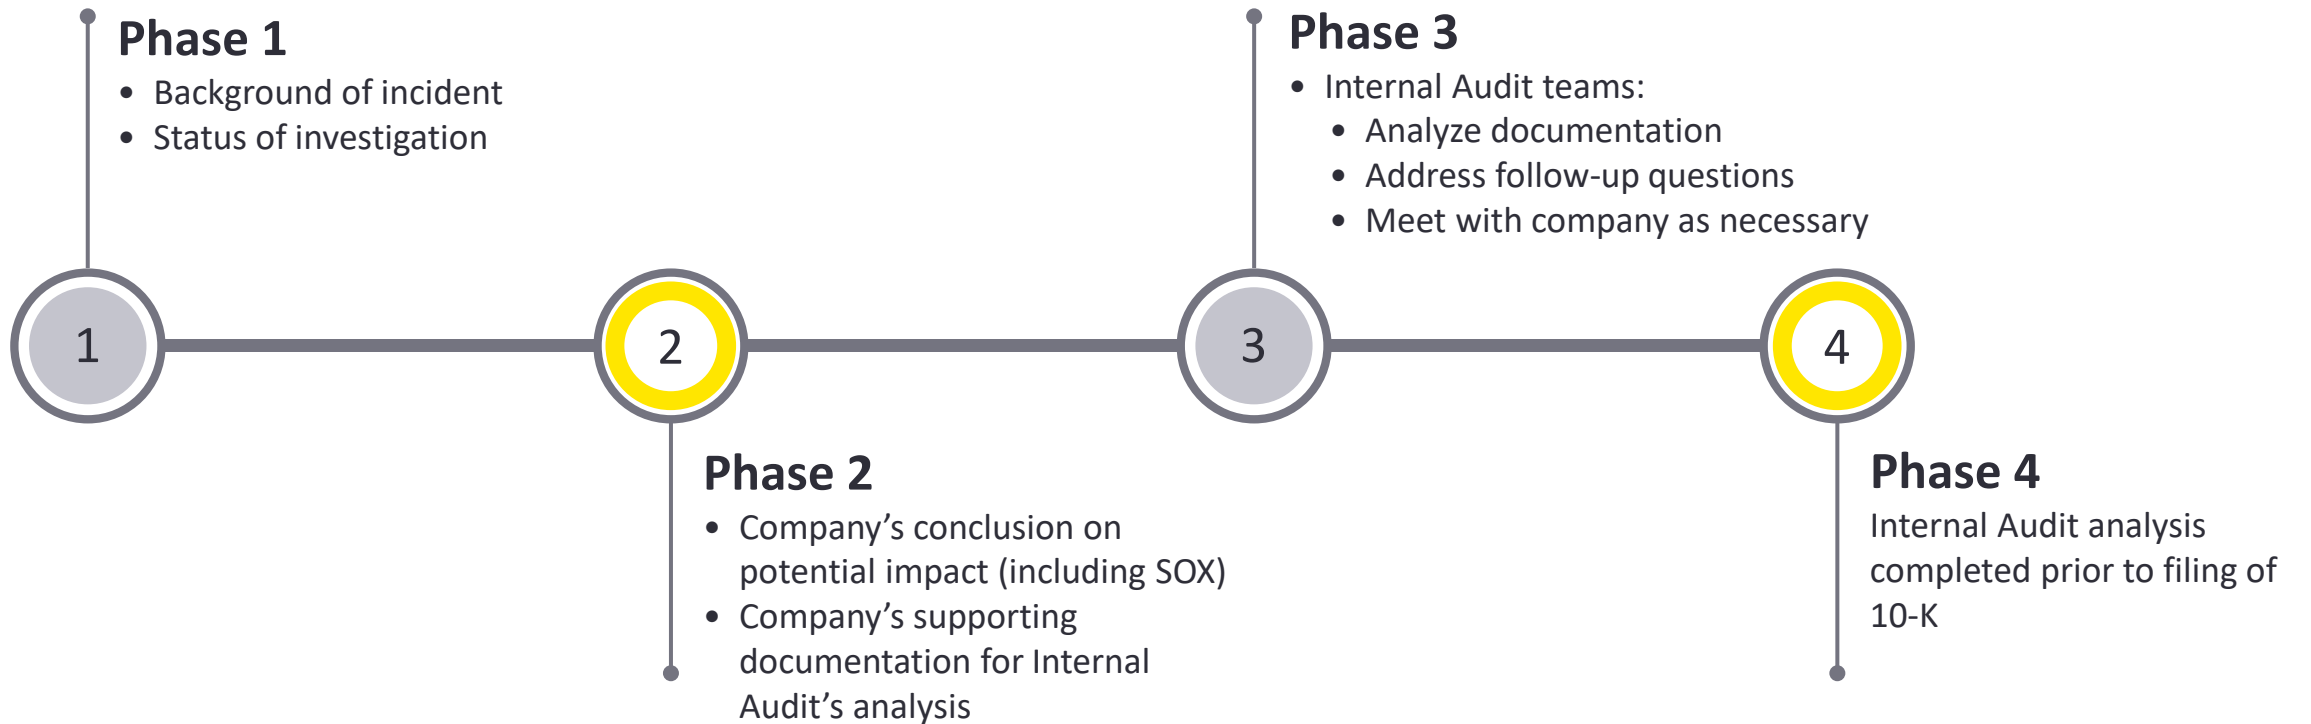 Phase 1
• Background of incident
• Status of investigation
Phase 3
• Internal Audit teams:
• Analyze documentation
• Address follow-up questions
• Meet with company as necessary
1
2
3
4
Phase 2
• Company’s conclusion on
potential impact (including SOX)
• Company’s supporting
documentation for Internal
Audit’s analysis
Phase 4
Internal Audit analysis
completed prior to filing of
10-K